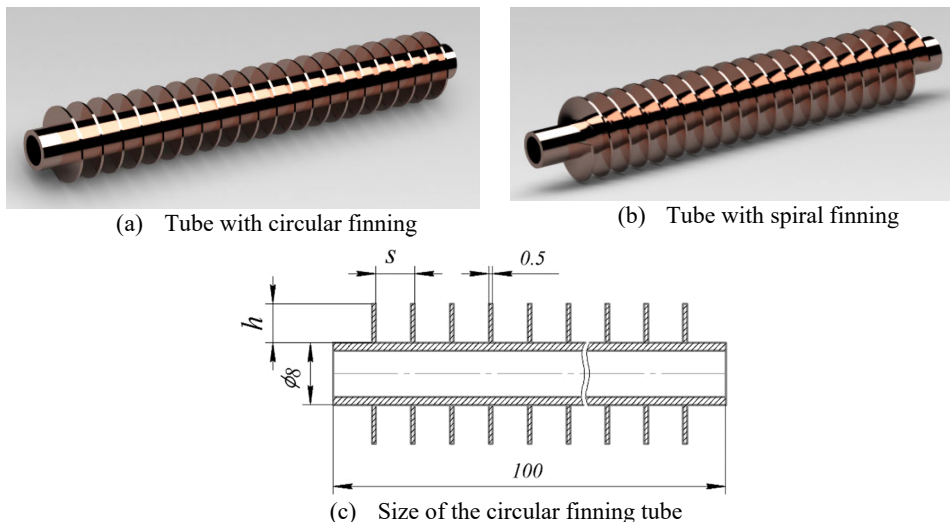 (a) Tube with circular finning
(b) Tube with spiral finning
s
0.5
h
ϕ8
100
(c) Size of the circular finning tube